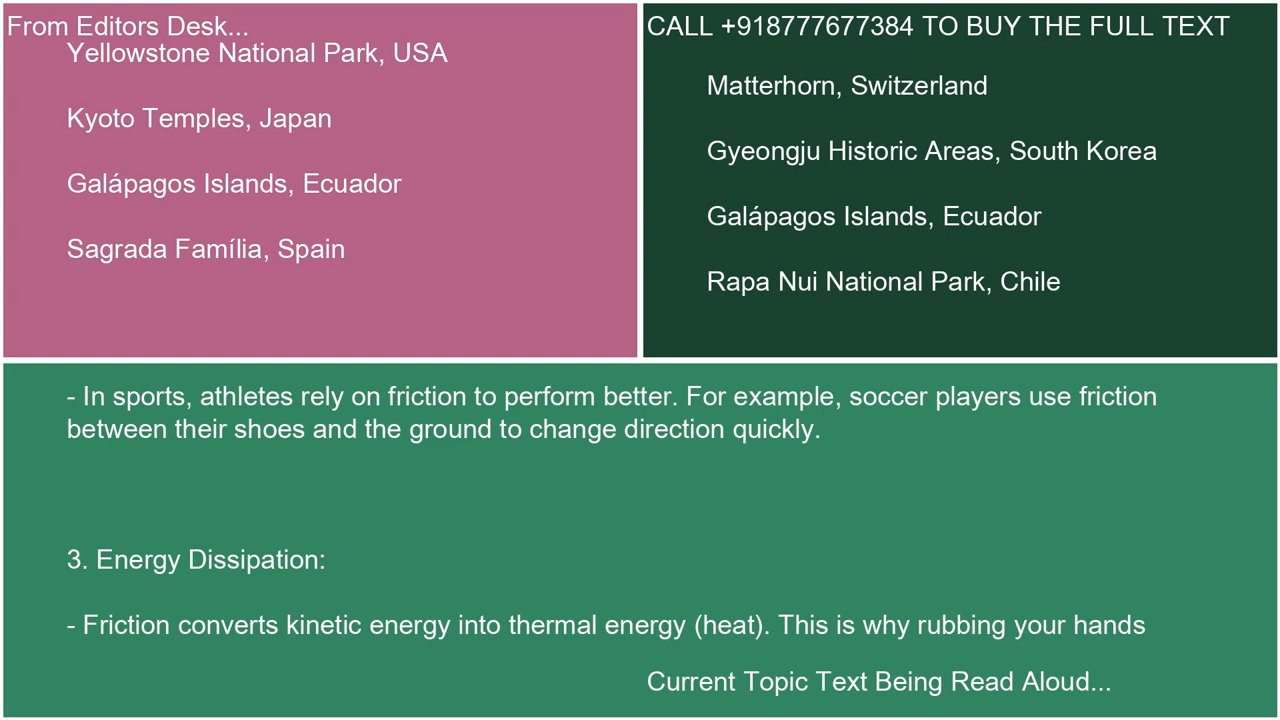 From Editors Desk...
Yellowstone National Park, USA
Kyoto Temples, Japan
Galápagos Islands, Ecuador
Sagrada Família, Spain
CALL +918777677384 TO BUY THE FULL TEXT
Matterhorn, Switzerland
Gyeongju Historic Areas, South Korea
Galápagos Islands, Ecuador
Rapa Nui National Park, Chile
- In sports, athletes rely on friction to perform better. For example, soccer players use friction
between their shoes and the ground to change direction quickly.
3. Energy Dissipation:
- Friction converts kinetic energy into thermal energy (heat). This is why rubbing your hands
Current Topic Text Being Read Aloud...